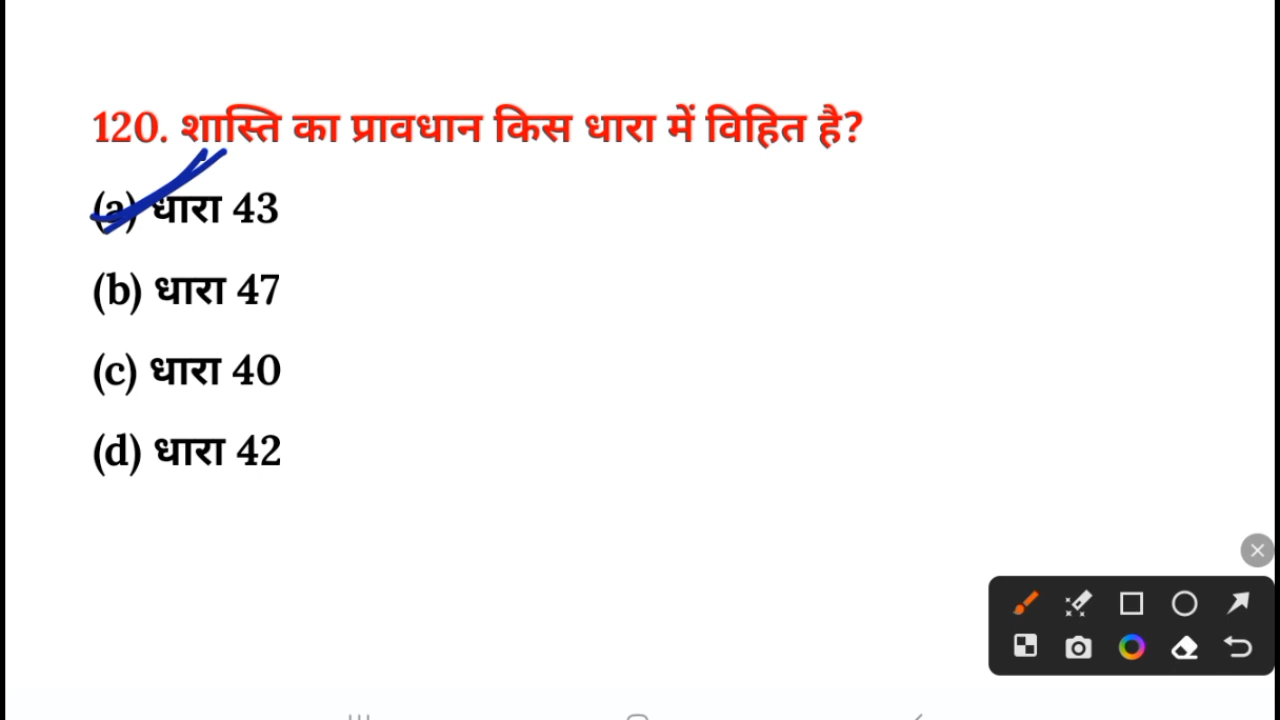 120. शास्ति का प्रावधान किस धारा में विहित है?
(a) धारा 43
(b) धारा 47
(c) धारा 40
(d) धारा 42